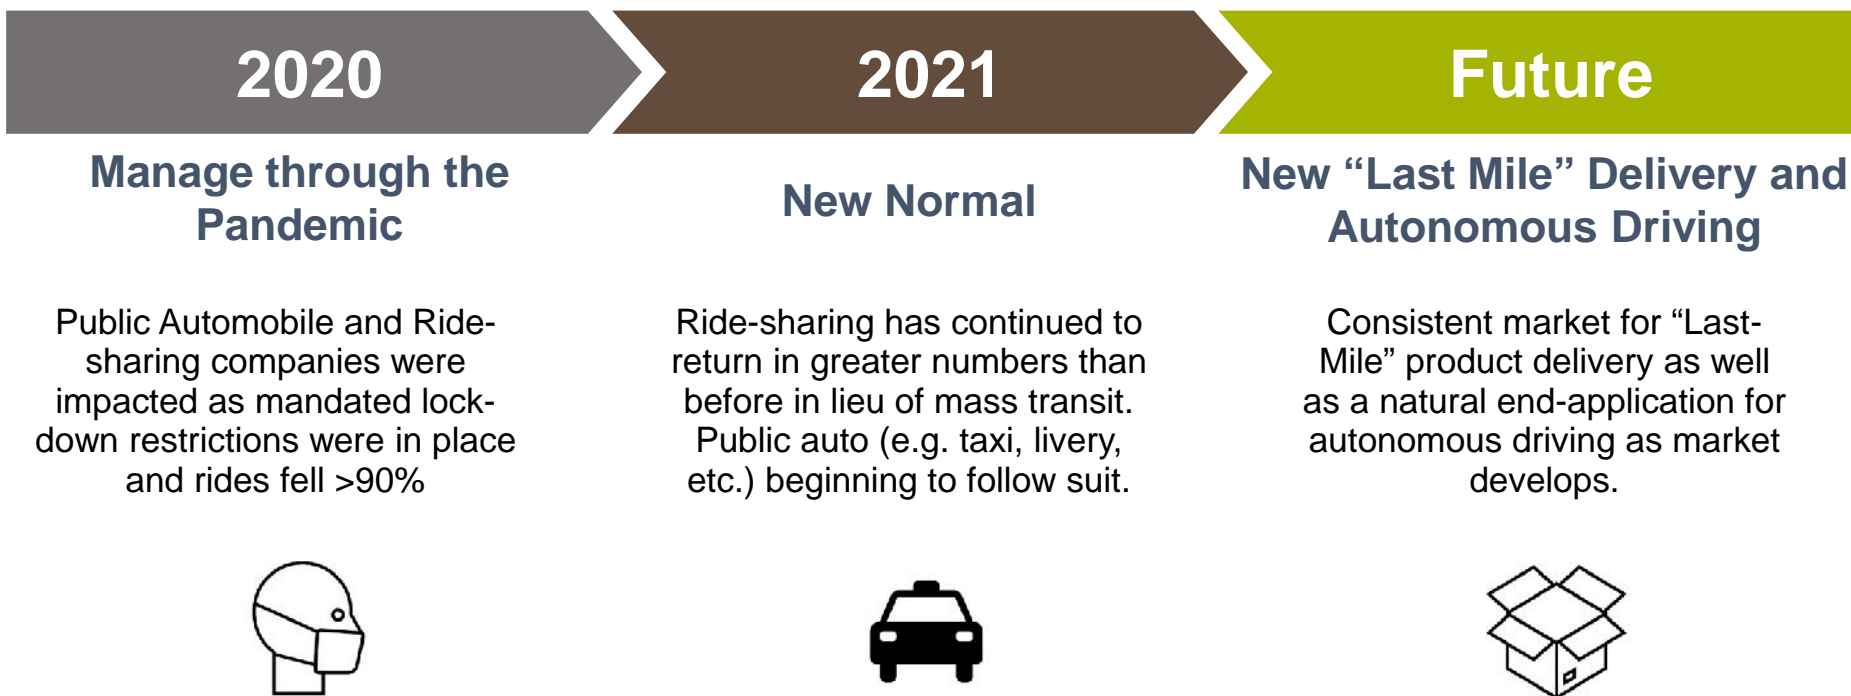 2020
2021
Future
Manage through the
Pandemic
New Normal
New “Last Mile” Delivery and
Autonomous Driving
Public Automobile and Ride-
sharing companies were
impacted as mandated lock-
down restrictions were in place
and rides fell >90%
Ride-sharing has continued to
return in greater numbers than
before in lieu of mass transit.
Public auto (e.g. taxi, livery,
etc.) beginning to follow suit.
Consistent market for “Last-
Mile” product delivery as well
as a natural end-application for
autonomous driving as market
develops.